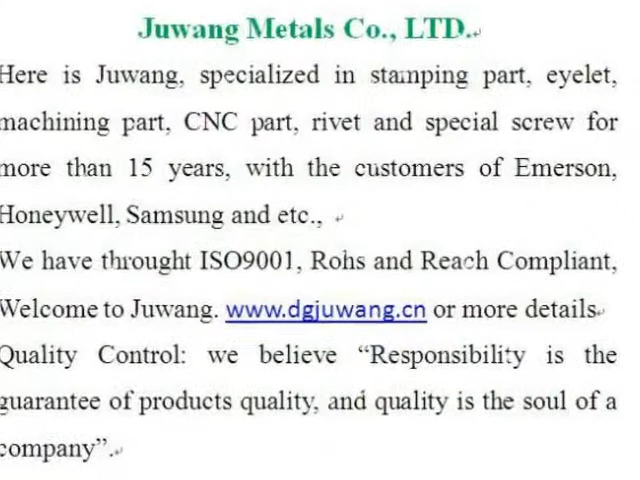 Juwang Metals Co., LTD.
Here is Juwang, specialized in stamping part, eyelet,
machining part, CNC part, rivet and special screw for
more than 15 years, with the customers of Emerson,
Honeywell, Samsung and etc.,
We have throught ISO9001, Rohs and Reach Compliant,
Welcome to Juwang. www.dgjuwang.cn or more details
Quality Control: we believe “Responsibility is the
guarantee of products quality, and quality is the soul of a
company”.